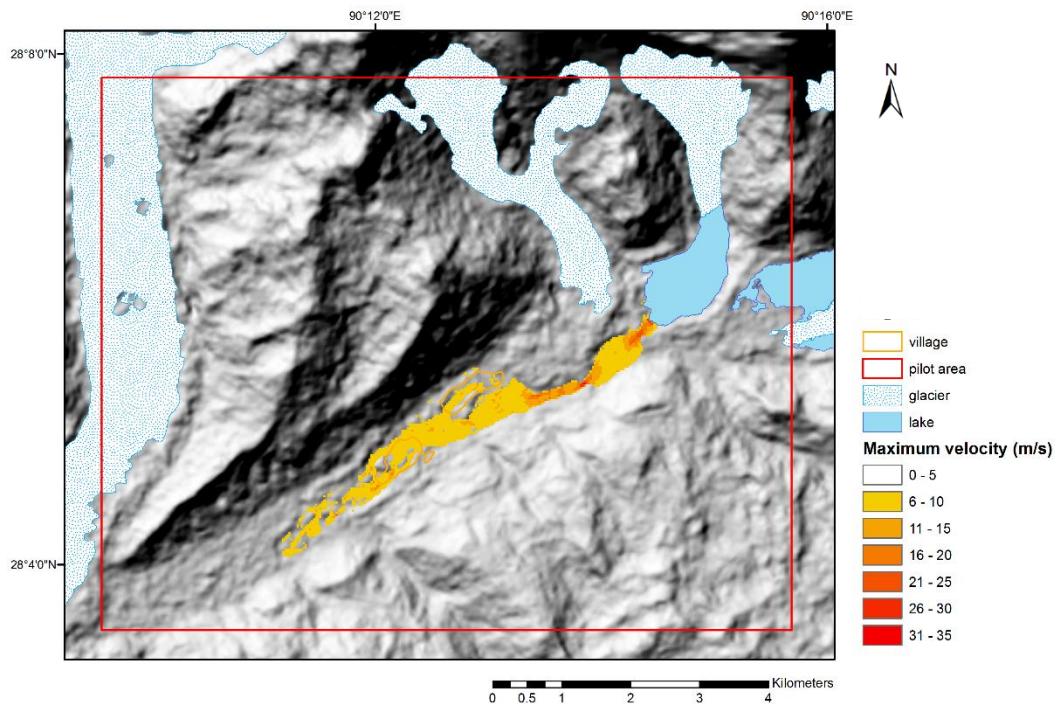 90°12'0"E
90°16'0"E
28°8'0"N
28°4'0"N
N
village
pilot area
glacier
lake
Maximum velocity (m/s)
0 - 5
6 - 10
11 - 15
16 - 20
21 - 25
26 - 30
31 - 35
Kilometers
0 0.5 1 2 3 4